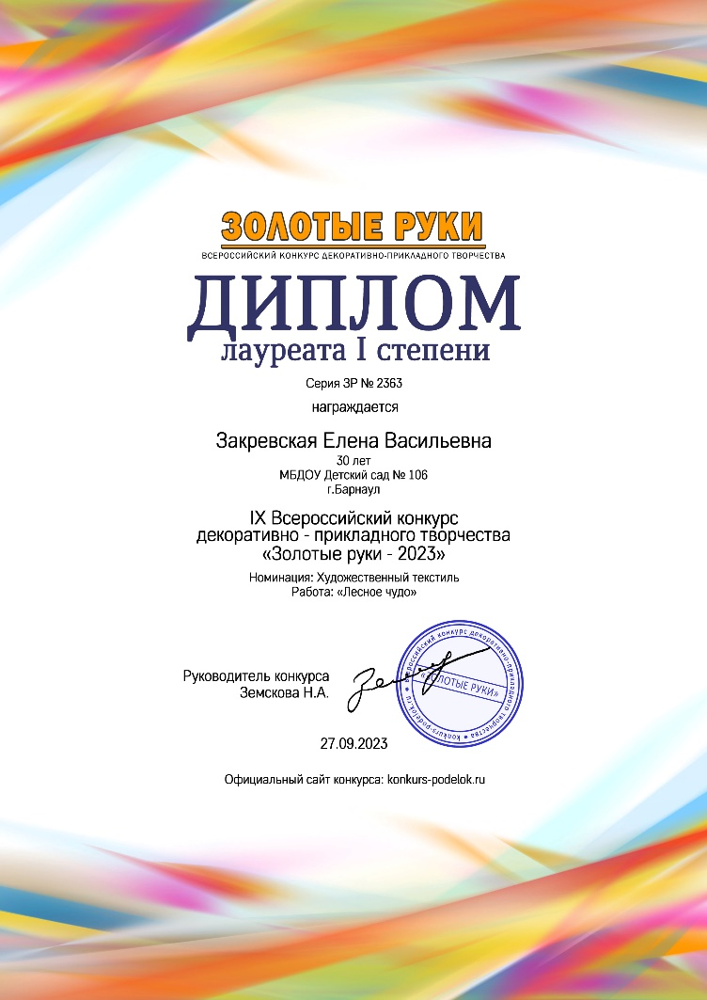 ЗОЛОТЫЕ РУКИ
ВСЕРОССИЙСКИЙ КОНКУРС ДЕКОРАТИВНО-ПРИКЛАДНОГО ТВОРЧЕСТВА
ДИПЛОМ
лауреата I степени
Серия ЗР № 2363
награждается
Закревская Елена Васильевна
30 лет
МБДОУ Детский сад № 106
г.Барнаул
IX Всероссийский конкурс
декоративно - прикладного творчества
«Золотые руки - 2023»
Номинация: Художественный текстиль
Работа: «Лесное чудо»
Руководитель конкурса
Земскова Н.А.
Всероссийский конкурс декоративно-прикладного творчества
konkurs-podelok.ru
«ЗОЛОТЫЕ РУКИ»
27.09.2023
Официальный сайт конкурса: konkurs-podelok.ru